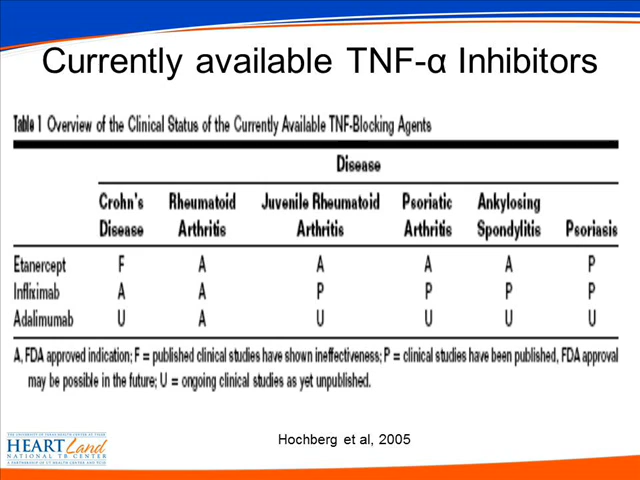 Currently available TNF-α Inhibitors
Table 1 Overview of the Clinical Status of the Currently Available TNF-Blocking Agents
Disease
Crohn's Rheumatoid Juvenile Rheumatoid Psoriatic Ankylosing
Disease Arthritis Arthritis Arthritis Spondylitis Psoriasis
Etanercept F A A A A P
Infliximab A A P P P P
Adalimumab U A U U U U
A, FDA approved indication; F = published clinical studies have shown ineffectiveness; P = clinical studies have been published, FDA approval
may be possible in the future; U = ongoing clinical studies as yet unpublished.
Hochberg et al, 2005
HEARTLand
NATIONAL TB CENTER